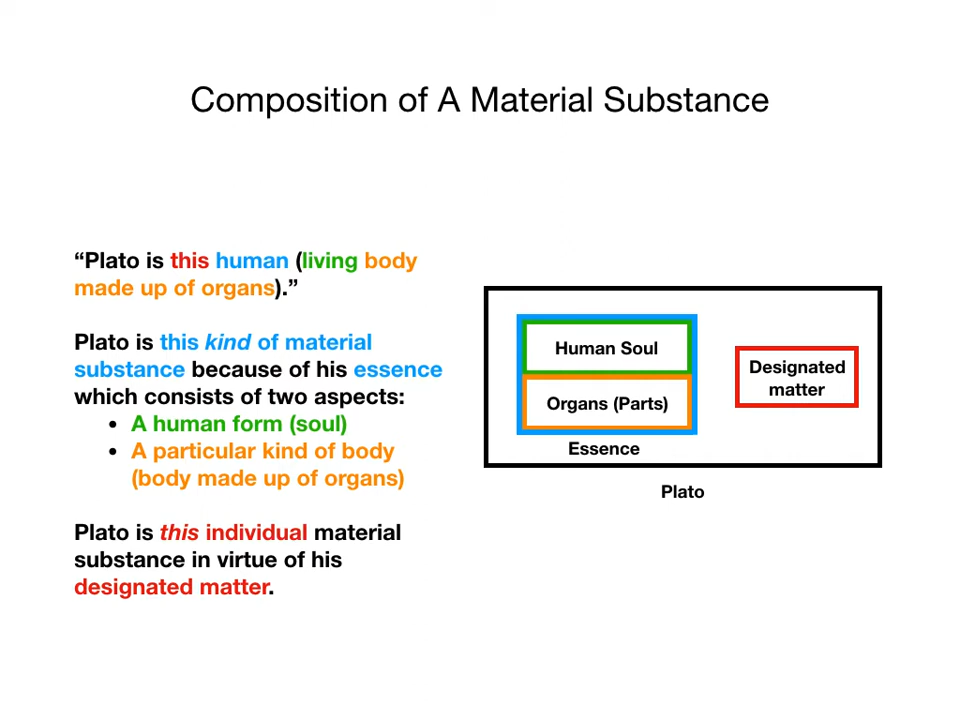 Composition of A Material Substance
“Plato is this human (living body
made up of organs).”
Plato is this kind of material
substance because of his essence
which consists of two aspects:
• A human form (soul)
• A particular kind of body
(body made up of organs)
Plato is this individual material
substance in virtue of his
designated matter.
Human Soul
Organs (Parts)
Essence
Designated
matter
Plato